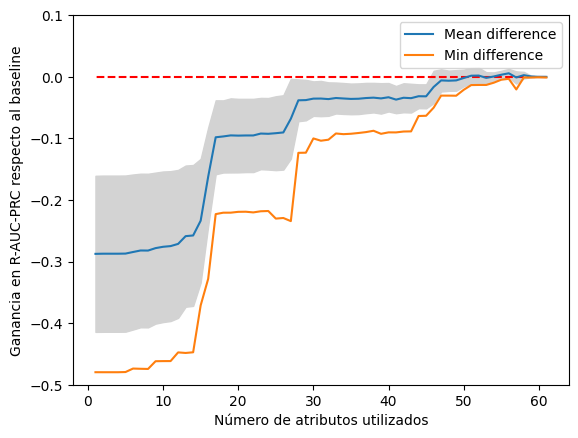 Mean difference
Min difference
0.1
0.0
−0.1
−0.2
−0.3
−0.4
−0.5
Ganancia en R-AUC-PRC respecto al baseline
0 10 20 30 40 50 60
Número de atributos utilizados